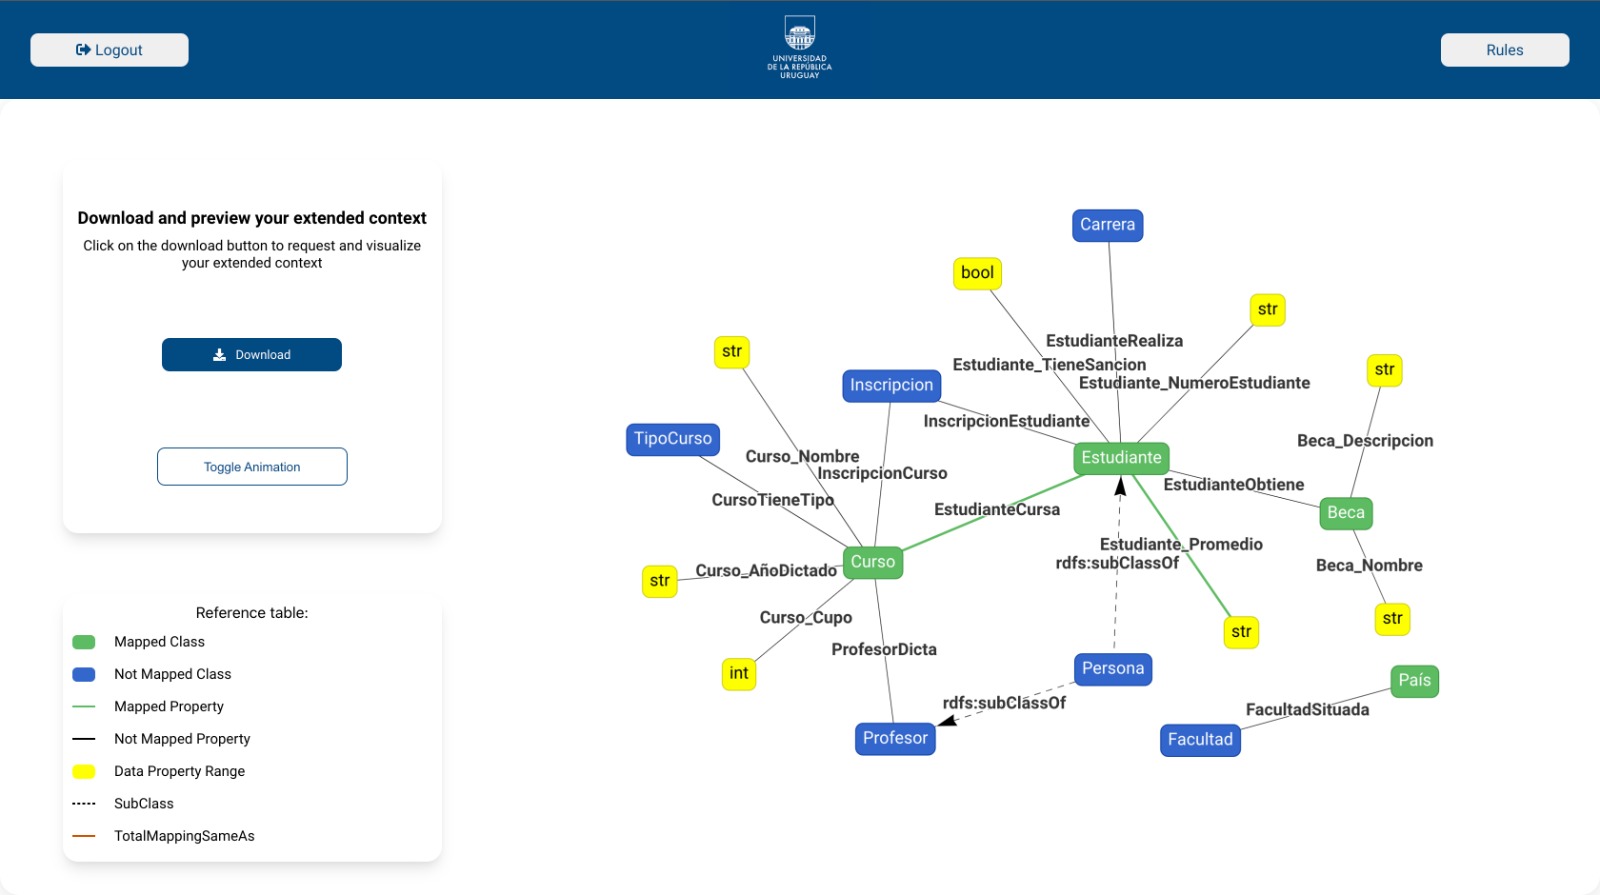 Logout
UNIVERSIDAD
DE LA REPÚBLICA
URUGUAY
Rules
Download and preview your extended context
Click on the download button to request and visualize
your extended context
Download
Toggle Animation
Reference table:
Mapped Class
Not Mapped Class
Mapped Property
Not Mapped Property
Data Property Range
SubClass
TotalMappingSameAs
Carrera
bool
str
EstudianteRealiza
str
Estudiante_TieneSancion
str
Estudiante_NumeroEstudiante
Inscripcion
InscripcionEstudiante
TipoCurso
Beca_Descripcion
Curso_Nombre
Estudiante
InscripcionCurso
EstudianteObtiene
CursoTieneTipo
EstudianteCursa
Beca
Estudiante_Promedio
Curso
rdfs:subClassOf
Beca_Nombre
Curso_AñoDictado
str
Curso_Cupo
str
str
ProfesorDicta
int
Persona
País
rdfs:subClassOf
FacultadSituada
Profesor
Facultad